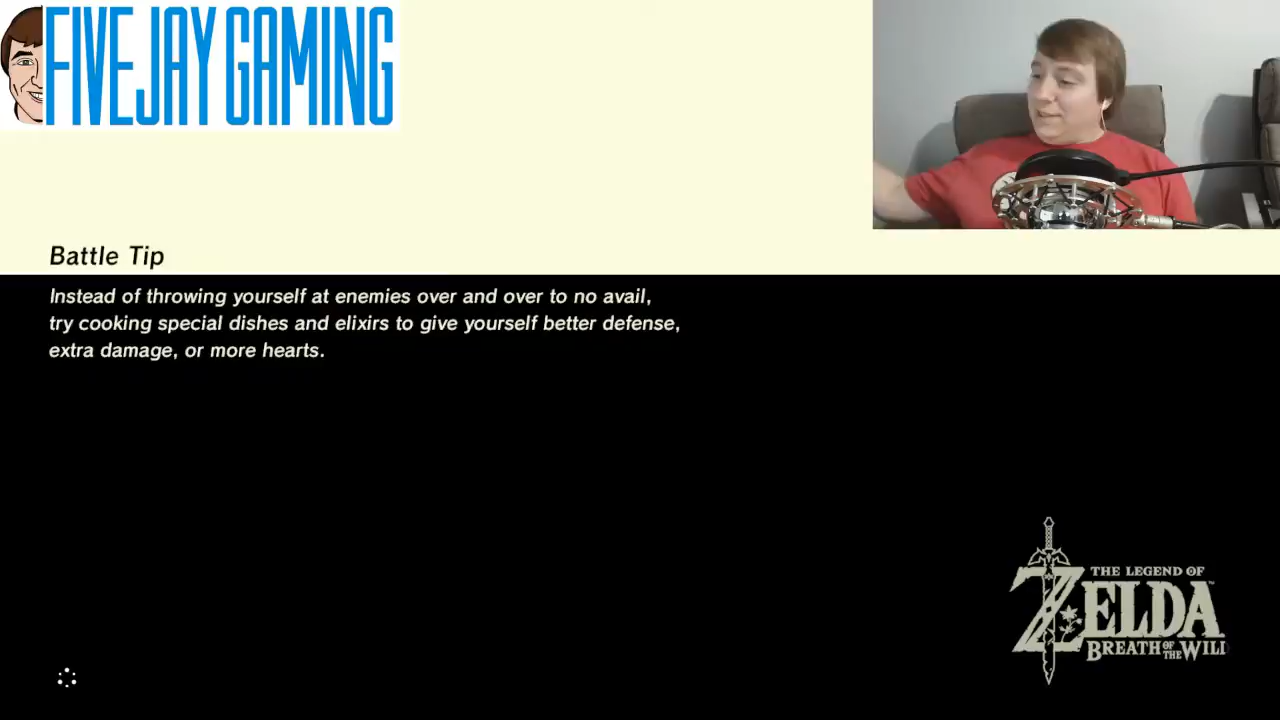 FIVEJAY GAMING
Battle Tip
Instead of throwing yourself at enemies over and over to no avail,
try cooking special dishes and elixirs to give yourself better defense,
extra damage, or more hearts.
THE LEGEND OF
ZELDA
BREATH OF THE WILD